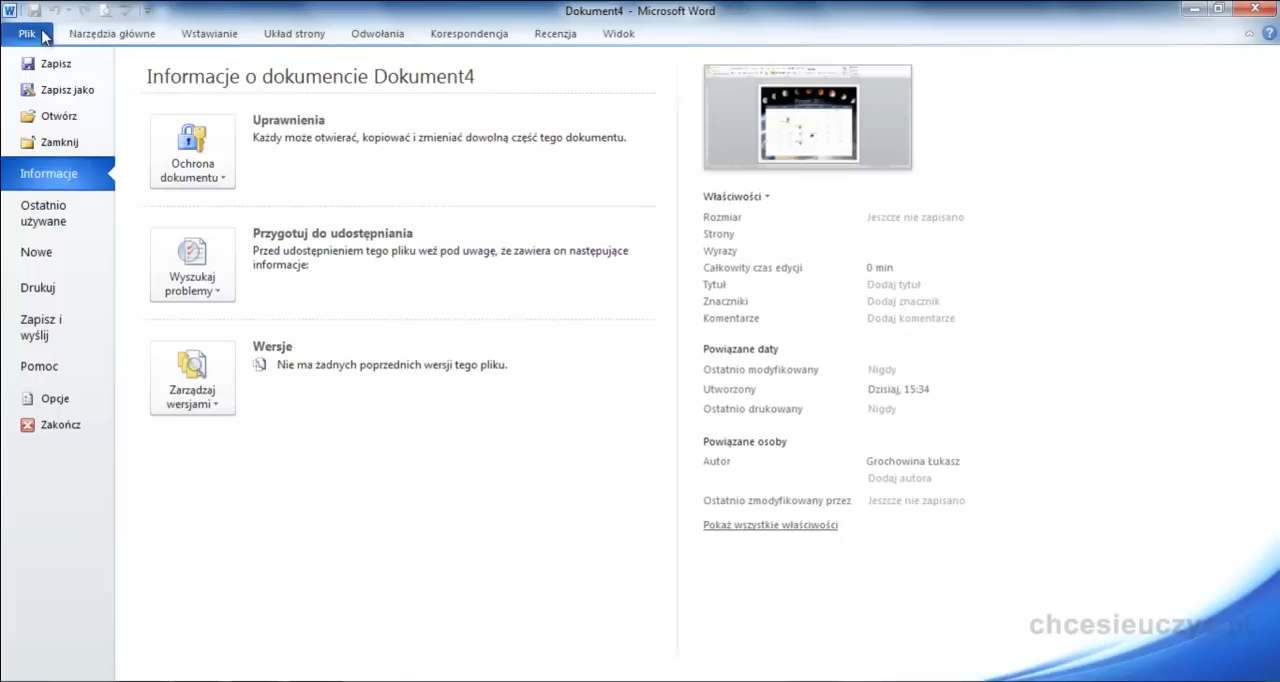 Dokument4 - Microsoft Word
Plik Narzędzia główne Wstawianie Układ strony Odwołania Korespondencja Recenzja Widok
Zapisz
Zapisz jako
Otwórz
Zamknij
Informacje
Ostatnio
używane
Nowe
Drukuj
Zapisz i
wyślij
Pomoc
Opcje
Zakończ
Informacje o dokumencie Dokument4
Ochrona
dokumentu
Uprawnienia
Każdy może otwierać, kopiować i zmieniać dowolną część tego dokumentu.
Wyszukaj
problemy
Przygotuj do udostępniania
Przed udostępnieniem tego pliku weź pod uwagę, że zawiera on następujące
informacje:
Zarządzaj
wersjami
Wersje
Nie ma żadnych poprzednich wersji tego pliku.
Właściwości
Rozmiar Jeszcze nie zapisano
Strony
Wyrazy
Całkowity czas edycji 0 min
Tytuł Dodaj tytuł
Znaczniki Dodaj znacznik
Komentarze Dodaj komentarze
Powiązane daty
Ostatnio modyfikowany Nigdy
Utworzony Dzisiaj, 15:34
Ostatnio drukowany Nigdy
Powiązane osoby
Autor Grochowina Łukasz
Dodaj autora
Ostatnio zmodyfikowany przez Jeszcze nie zapisano
Pokaż wszystkie właściwości
chcesieuczyc.pl